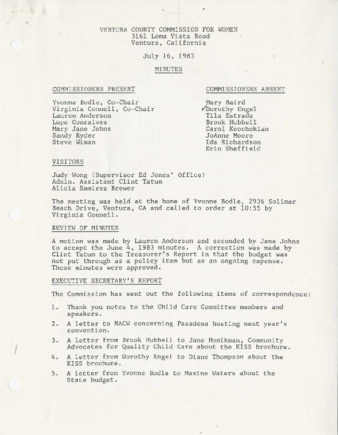 VENTURA COUNTY COMMISSION FOR WOMEN
3161 Loma Vista Road
Ventura, California
July 16, 1983
MINUTES
COMMISSIONERS PRESENT
Yvonne Bodle, Co-Chair
Virginia Connell, Co-Chair
Lauren Anderson
Lupe Gonsalves
Mary Jane Johns
Sandy Ryder
Steve Wiman
COMMISSIONERS ABSENT
Mary Baird
✓Dorothy Engel
Tila Estrada
Brook Hubbell
Carol Keochekian
JoAnne Moore
Ida Richardson
Erin Sheffield
VISITORS
Judy Wong (Supervisor Ed Jones' Office)
Admn. Assistant Clint Tatum
Alicia Ramirez Brewer
The meeting was held at the home of Yvonne Bodle, 2936 Solimar
Beach Drive, Ventura, CA and called to order at 10:55 by
Virginia Connell.
REVIEW OF MINUTES
A motion was made by Lauren Anderson and seconded by Jane Johns
to accept the June 4, 1983 minutes. A correction was made by
Clint Tatum to the Treasurer's Report in that the budget was
not put through as a policy item but as an ongoing expense.
These minutes were approved.
EXECUTIVE SECRETARY'S REPORT
The Commission has sent out the following items of correspondence:
1. Thank you notes to the Child Care Committee members and
speakers.
2. A letter to NACW concerning Pasadena hosting next year's
convention.
3. A letter from Brook Hubbell to Jane Honikman, Community
Advocates for Quality Child Care about the KISS brochure.
4. A letter from Dorothy Engel to Diane Thompson about the
KISS brochure.
5. A letter from Yvonne Bodle to Maxine Waters about the
State budget.